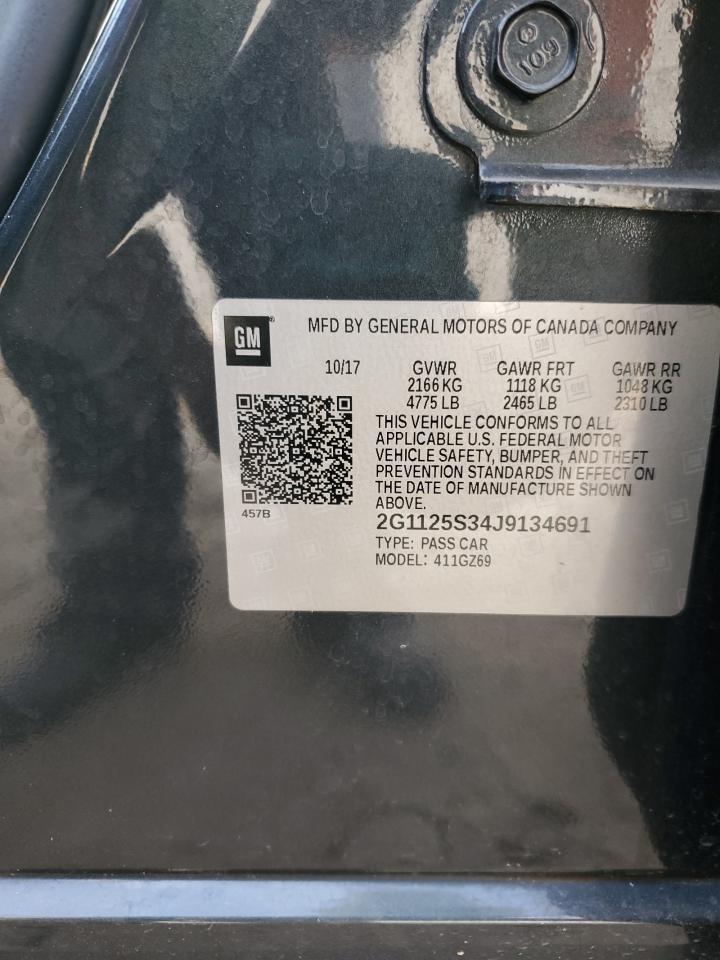 109
GM
MFD BY GENERAL MOTORS OF CANADA COMPANY
10/17 GVWR GAWR FRT GAWR RR
2166 KG 1118 KG 1048 KG
4775 LB 2465 LB 2310 LB
THIS VEHICLE CONFORMS TO ALL
APPLICABLE U.S. FEDERAL MOTOR
VEHICLE SAFETY, BUMPER, AND THEFT
PREVENTION STANDARDS IN EFFECT ON
THE DATE OF MANUFACTURE SHOWN
ABOVE.
457B
2G1125S34J9134691
TYPE: PASS CAR
MODEL: 411GZ69